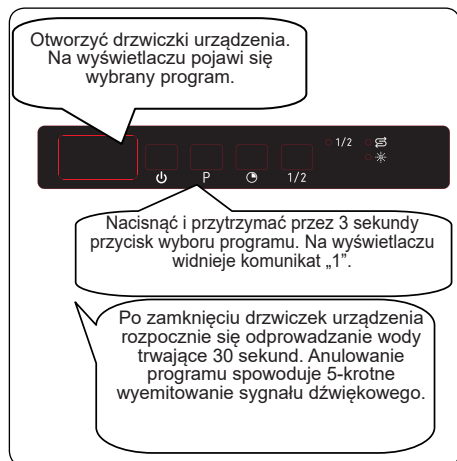 Otworzyć drzwiczki urządzenia.
Na wyświetlaczu pojawi się
wybrany program.
1/2
P
1/2
Nacisnąć i przytrzymać przez 3 sekundy
przycisk wyboru programu. Na wyświetlaczu
widnieje komunikat „1”.
Po zamknięciu drzwiczek urządzenia
rozpocznie się odprowadzanie wody
trwające 30 sekund. Anulowanie
programu spowoduje 5-krotne
wyemitowanie sygnału dźwiękowego.